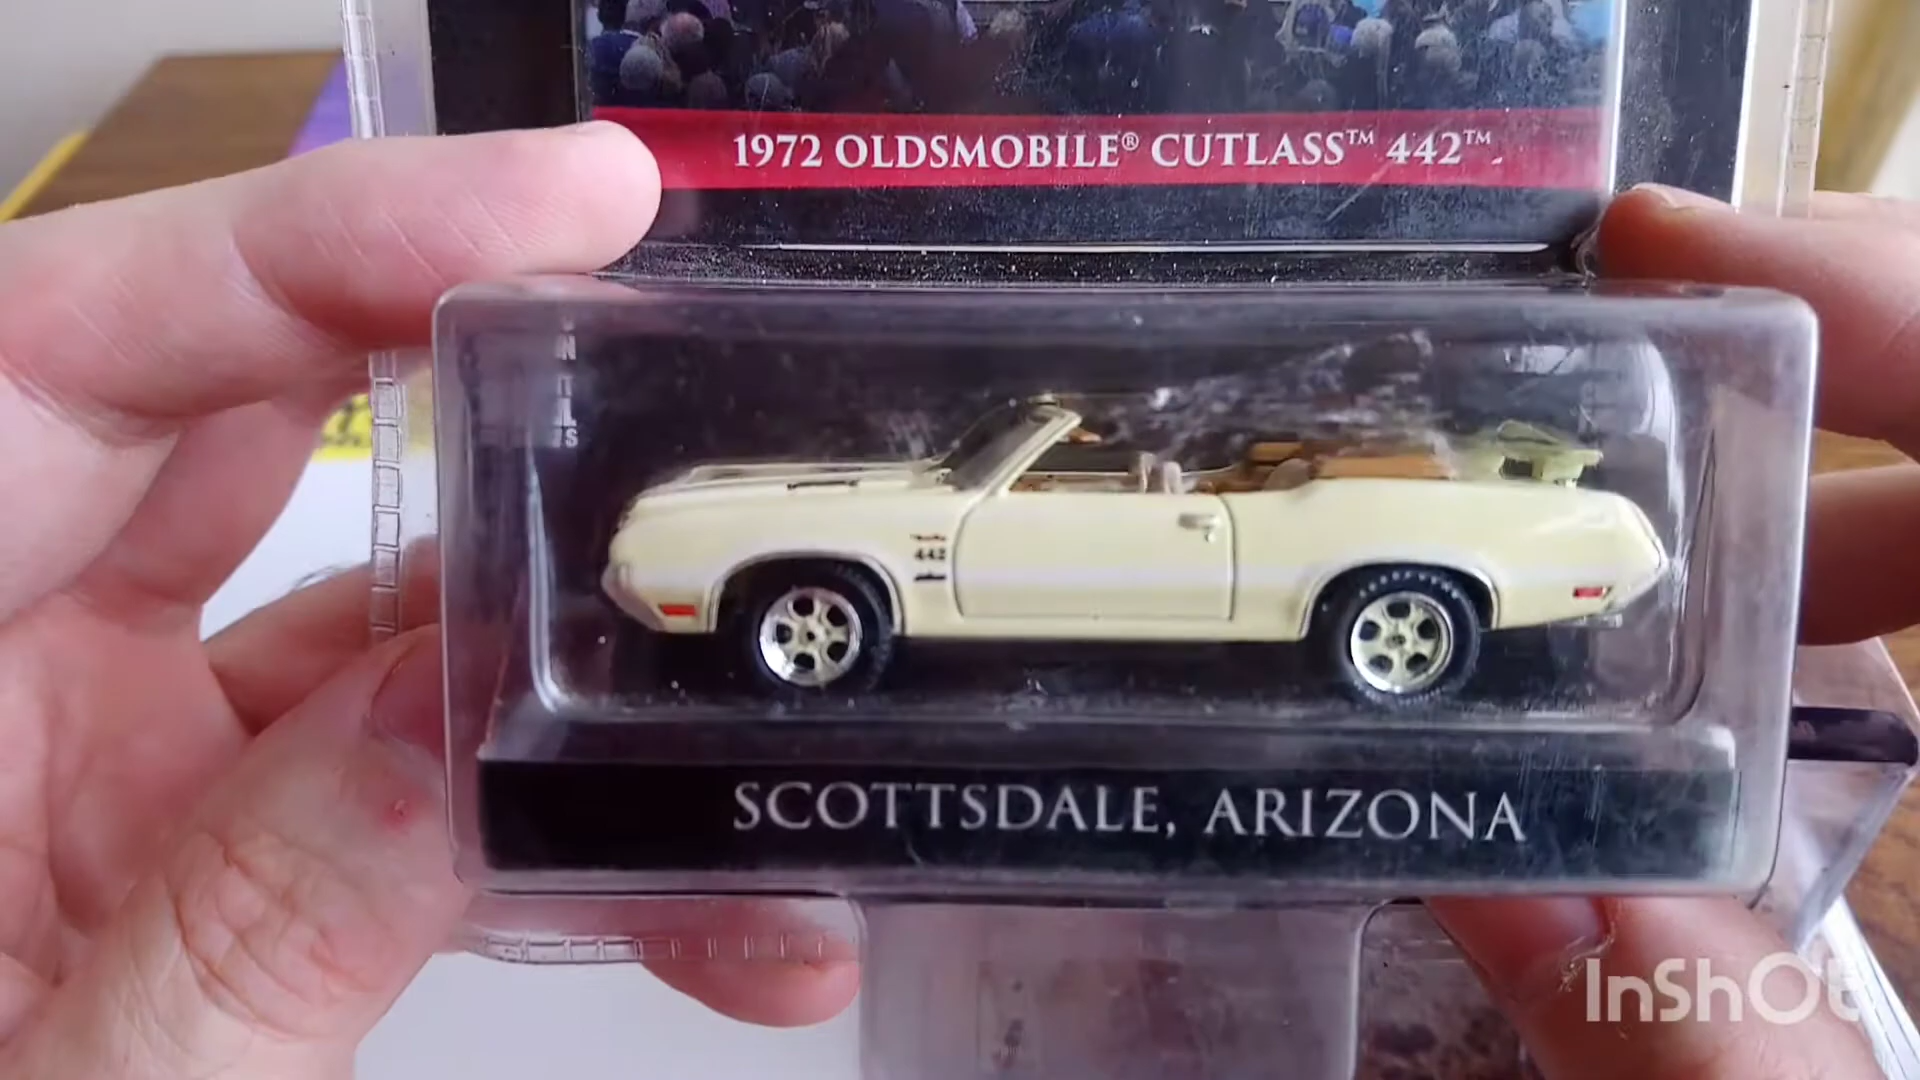 1972 OLDSMOBILE® CUTLASS™ 442™
442
SCOTTSDALE, ARIZONA
InShOt